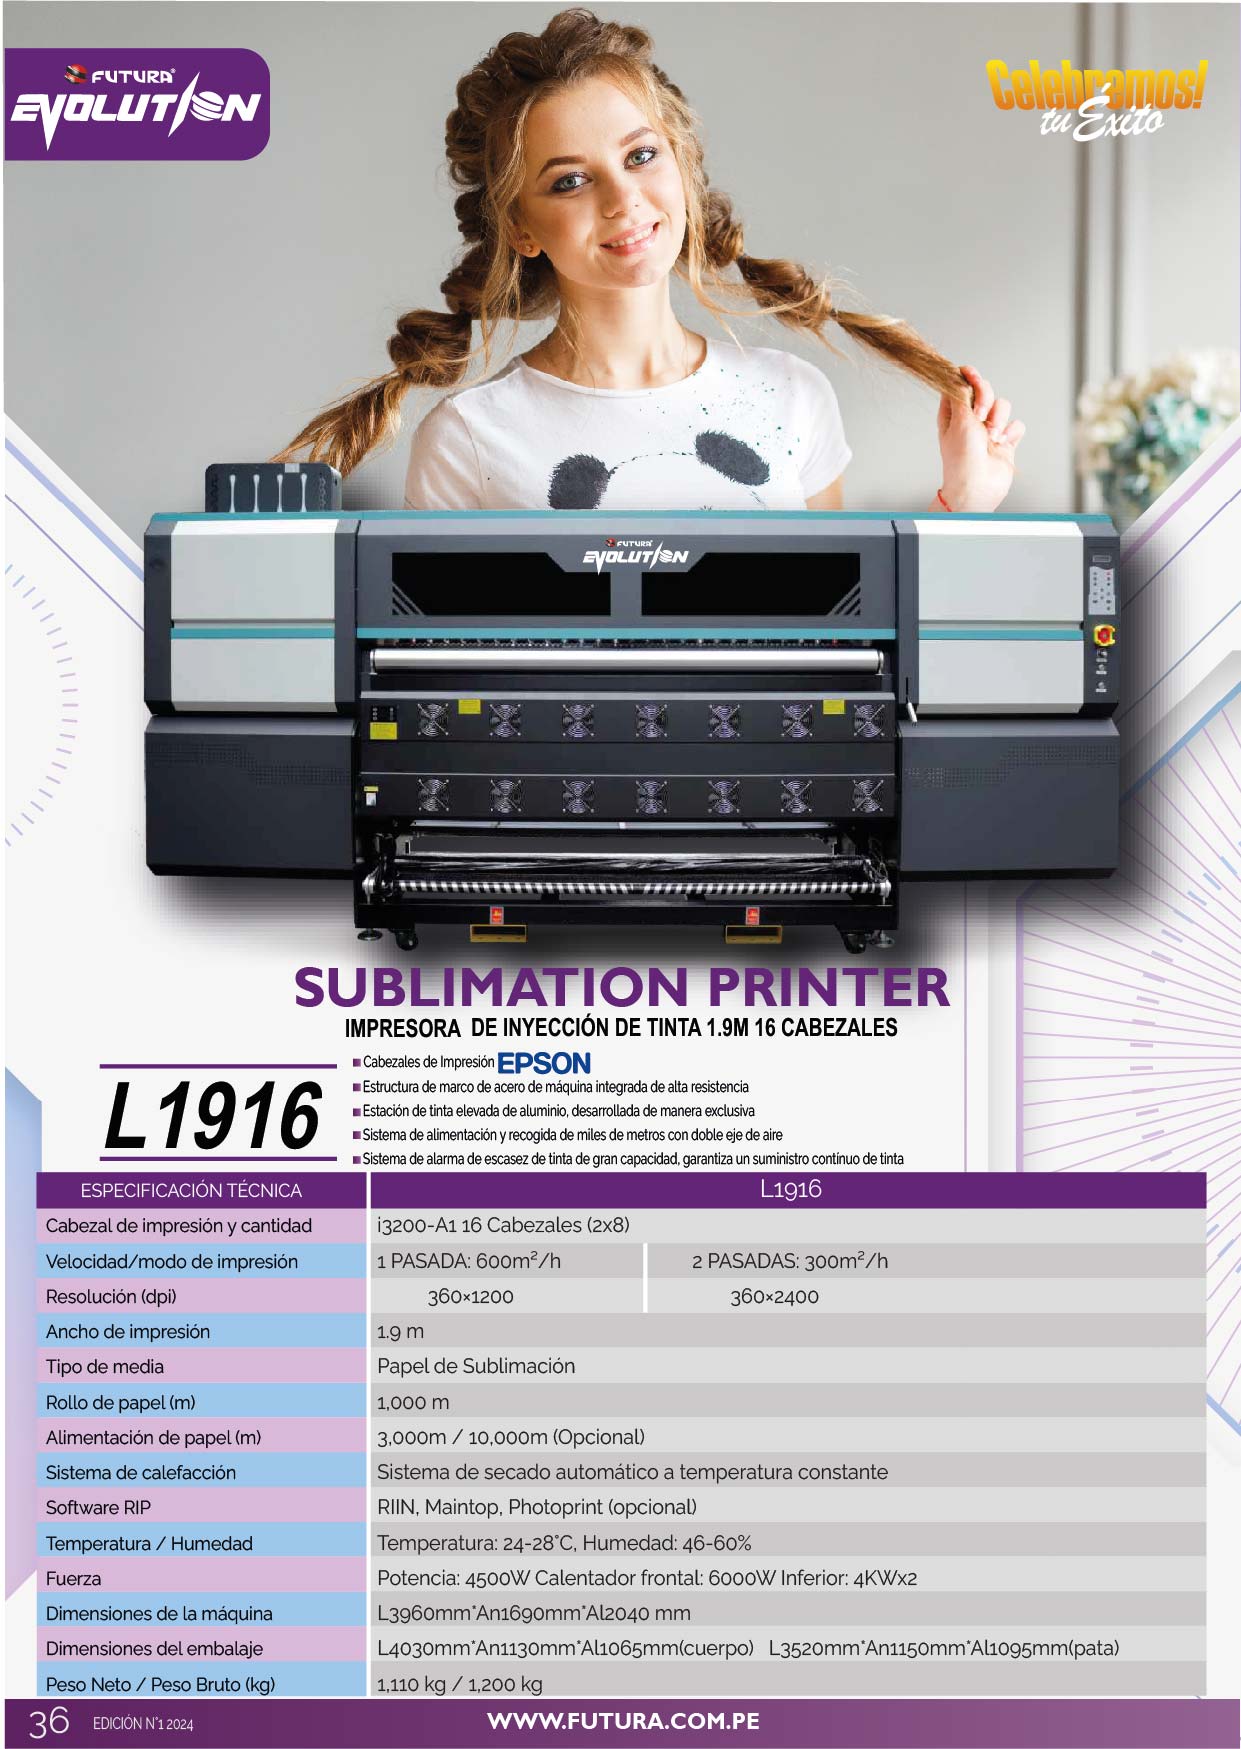 FUTURA®
EVOLUTION
Celebramos!
tu Éxito
FUTURA®
EVOLUTION
SUBLIMATION PRINTER
IMPRESORA DE INYECCIÓN DE TINTA 1.9M 16 CABEZALES
L1916
Cabezales de Impresión EPSON
Estructura de marco de acero de máquina integrada de alta resistencia
Estación de tinta elevada de aluminio, desarrollada de manera exclusiva
Sistema de alimentación y recogida de miles de metros con doble eje de aire
Sistema de alarma de escasez de tinta de gran capacidad, garantiza un suministro contínuo de tinta
ESPECIFICACIÓN TÉCNICA L1916
Cabezal de impresión y cantidad i3200-A1 16 Cabezales (2x8)
Velocidad/modo de impresión 1 PASADA: 600m²/h 2 PASADAS: 300m²/h
Resolución (dpi) 360×1200 360×2400
Ancho de impresión 1.9 m
Tipo de media Papel de Sublimación
Rollo de papel (m) 1,000 m
Alimentación de papel (m) 3,000m / 10,000m (Opcional)
Sistema de calefacción Sistema de secado automático a temperatura constante
Software RIP RIIN, Maintop, Photoprint (opcional)
Temperatura / Humedad Temperatura: 24-28°C, Humedad: 46-60%
Fuerza Potencia: 4500W Calentador frontal: 6000W Inferior: 4KWx2
Dimensiones de la máquina L3960mm*An1690mm*Al2040 mm
Dimensiones del embalaje L4030mm*An1130mm*Al1065mm(cuerpo) L3520mm*An1150mm*Al1095mm(pata)
Peso Neto / Peso Bruto (kg) 1,110 kg / 1,200 kg
36 EDICIÓN N°1 2024 WWW.FUTURA.COM.PE